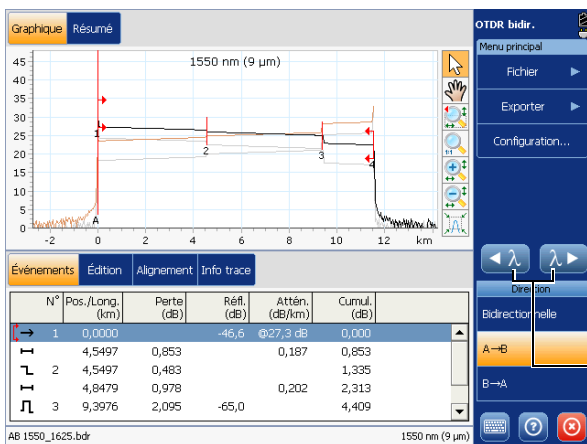 Graphique Résumé
1550 nm (9 µm)
45
40
35
30
25
20
15
10
5
0
1
2
3
4
A
-2 0 2 4 6 8 10 12 km
1:1
Événements Édition Alignement Info trace
N° Pos./Long. (km) Perte (dB) Réfl. (dB) Attén. (dB/km) Cumul. (dB)
1 0,0000 -46,6 @27,3 dB 0,000
4,5497 0,853 0,187 0,853
2 4,5497 0,483 1,335
4,8479 0,978 0,202 2,313
3 9,3976 2,095 -65,0 4,409
AB 1550_1625.bdr 1550 nm (9 µm)
OTDR bidir.
Menu principal
Fichier
Exporter
Configuration...
λ λ
Direction
Bidirectionnelle
A→B
B→A